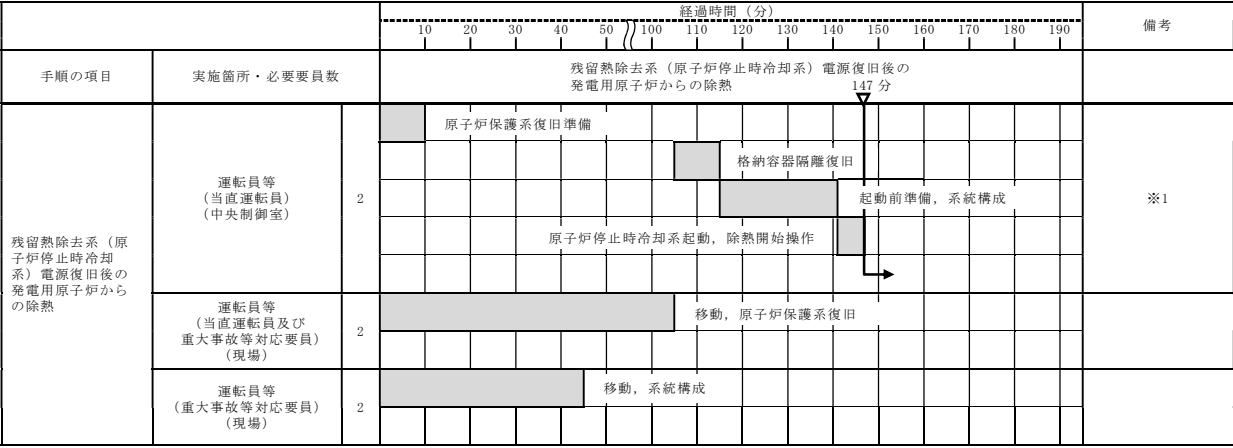 経過時間（分）
備考
10 20 30 40 50 100 110 120 130 140 150 160 170 180 190
手順の項目
実施箇所・必要要員数
残留熱除去系（原子炉停止時冷却系）電源復旧後の
発電用原子炉からの除熱
147 分
残留熱除去系（原
子炉停止時冷却
系）電源復旧後の
発電用原子炉から
の除熱
運転員等
（当直運転員）
（中央制御室）
2
原子炉保護系復旧準備
格納容器隔離復旧
起動前準備，系統構成
原子炉停止時冷却系起動，除熱開始操作
※1
運転員等
（当直運転員及び
重大事故等対応要員）
（現場）
2
移動，原子炉保護系復旧
運転員等
（重大事故等対応要員）
（現場）
2
移動，系統構成